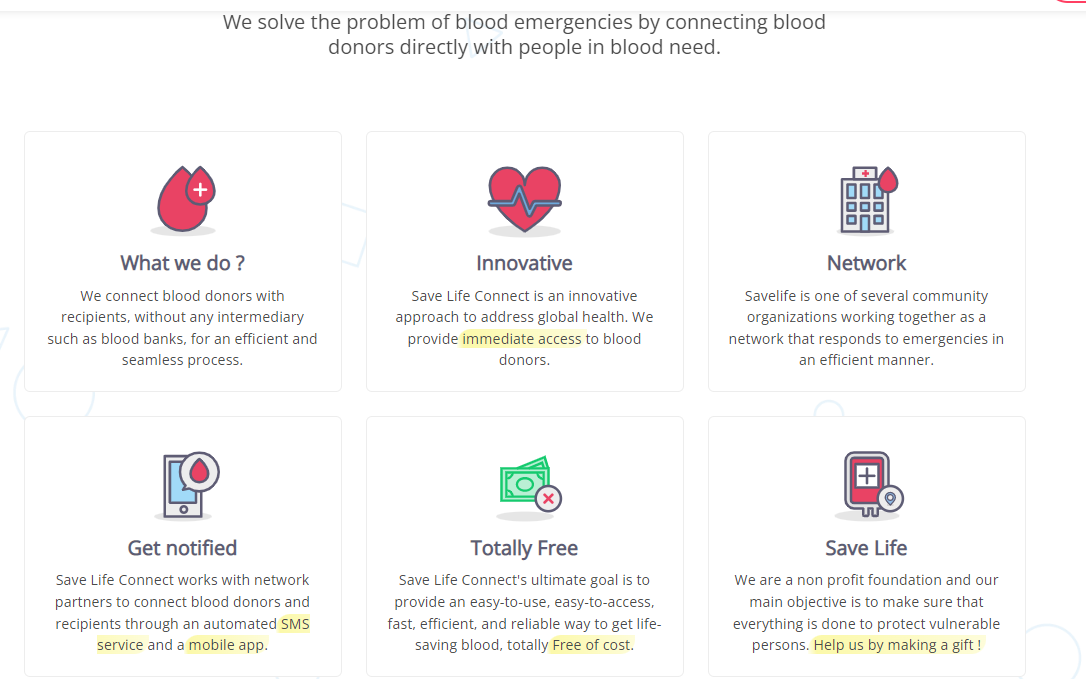 We solve the problem of blood emergencies by connecting blood
donors directly with people in blood need.
What we do ?
We connect blood donors with
recipients, without any intermediary
such as blood banks, for an efficient and
seamless process.
Innovative
Save Life Connect is an innovative
approach to address global health. We
provide immediate access to blood
donors.
Network
Savelife is one of several community
organizations working together as a
network that responds to emergencies in
an efficient manner.
Get notified
Save Life Connect works with network
partners to connect blood donors and
recipients through an automated SMS
service and a mobile app.
Totally Free
Save Life Connect's ultimate goal is to
provide an easy-to-use, easy-to-access,
fast, efficient, and reliable way to get life-
saving blood, totally Free of cost.
Save Life
We are a non profit foundation and our
main objective is to make sure that
everything is done to protect vulnerable
persons. Help us by making a gift !